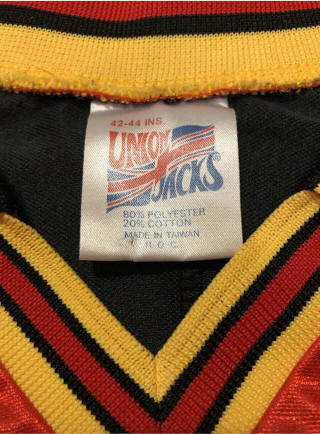 42-44 INS.
UNION
JACKS
80% POLYESTER
20% COTTON
MADE IN TAIWAN
R. O. C.